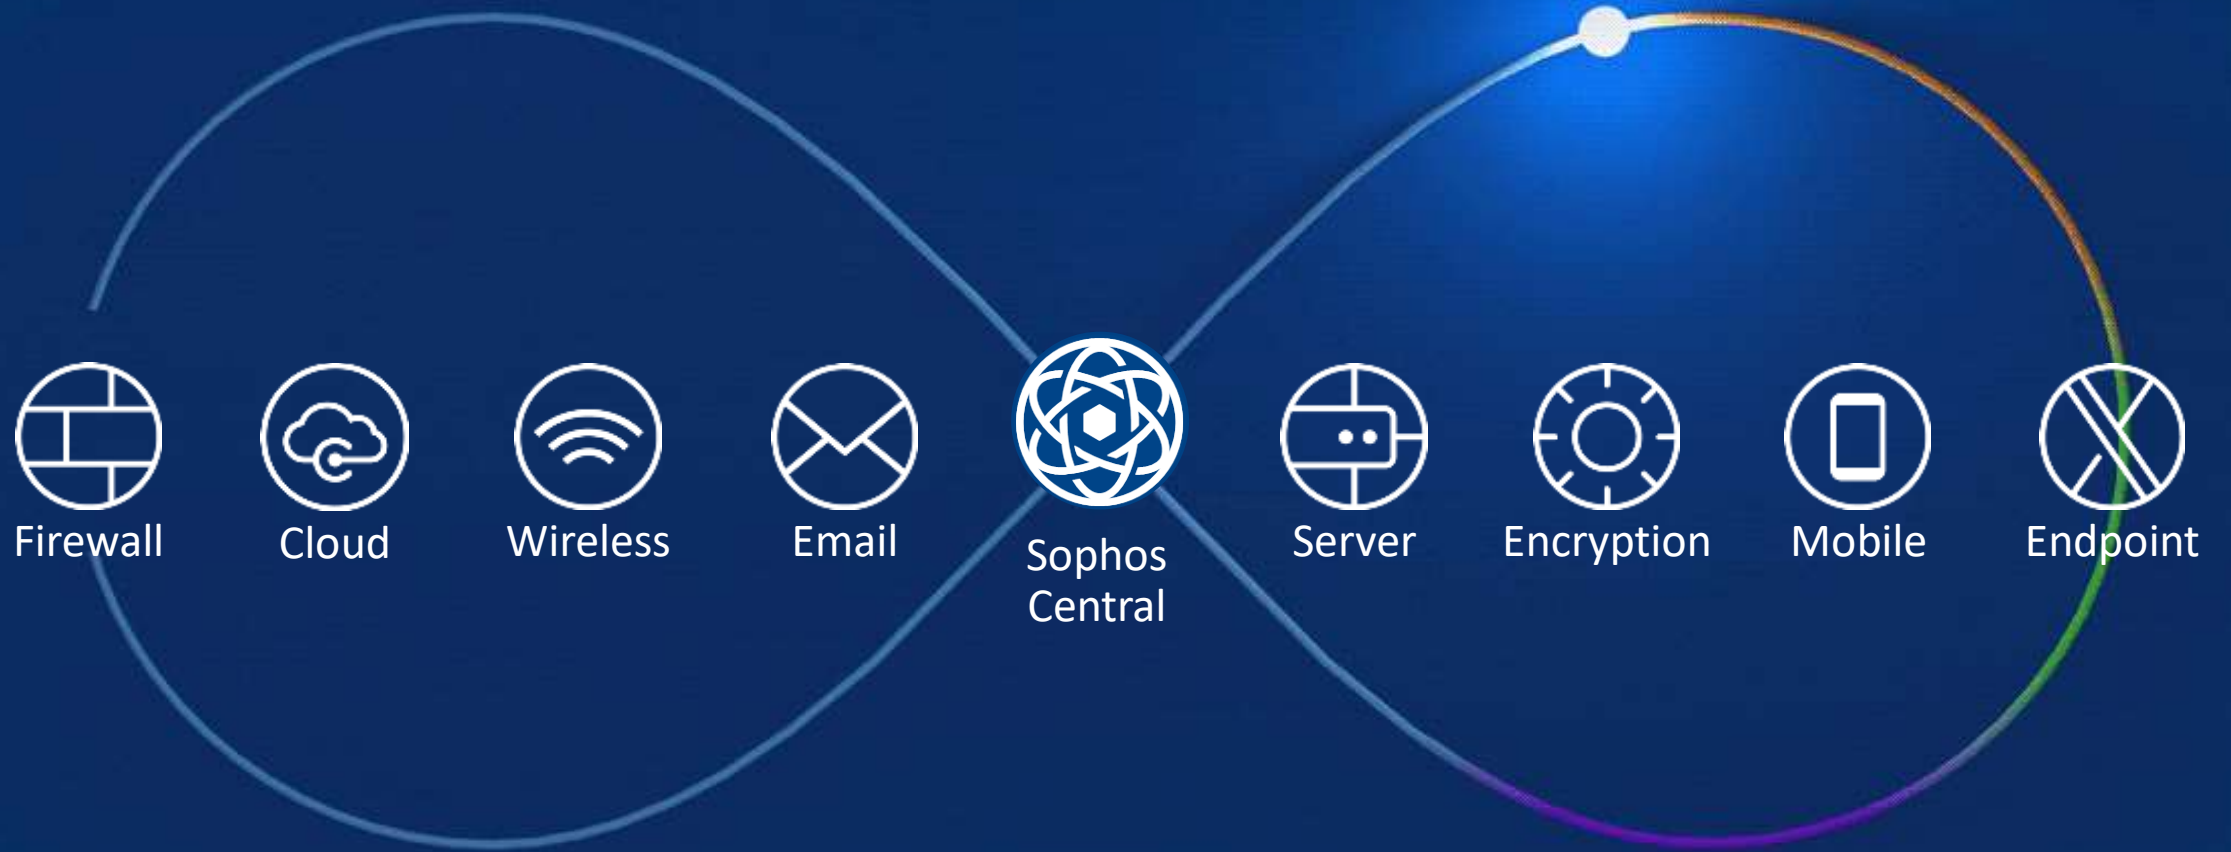 Firewall
Cloud
Wireless
Email
Sophos
Central
Server
Encryption
Mobile
Endpoint